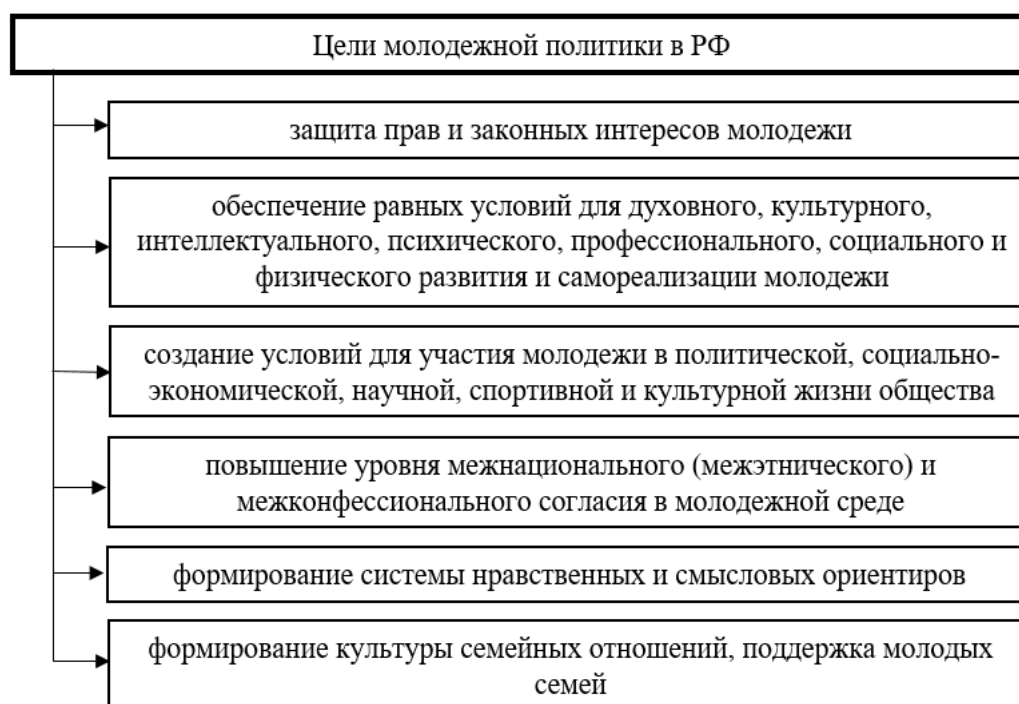 Цели молодежной политики в РФ
защита прав и законных интересов молодежи
обеспечение равных условий для духовного, культурного,
интеллектуального, психического, профессионального, социального и
физического развития и самореализации молодежи
создание условий для участия молодежи в политической, социально-
экономической, научной, спортивной и культурной жизни общества
повышение уровня межнационального (межэтнического) и
межконфессионального согласия в молодежной среде
формирование системы нравственных и смысловых ориентиров
формирование культуры семейных отношений, поддержка молодых
семей